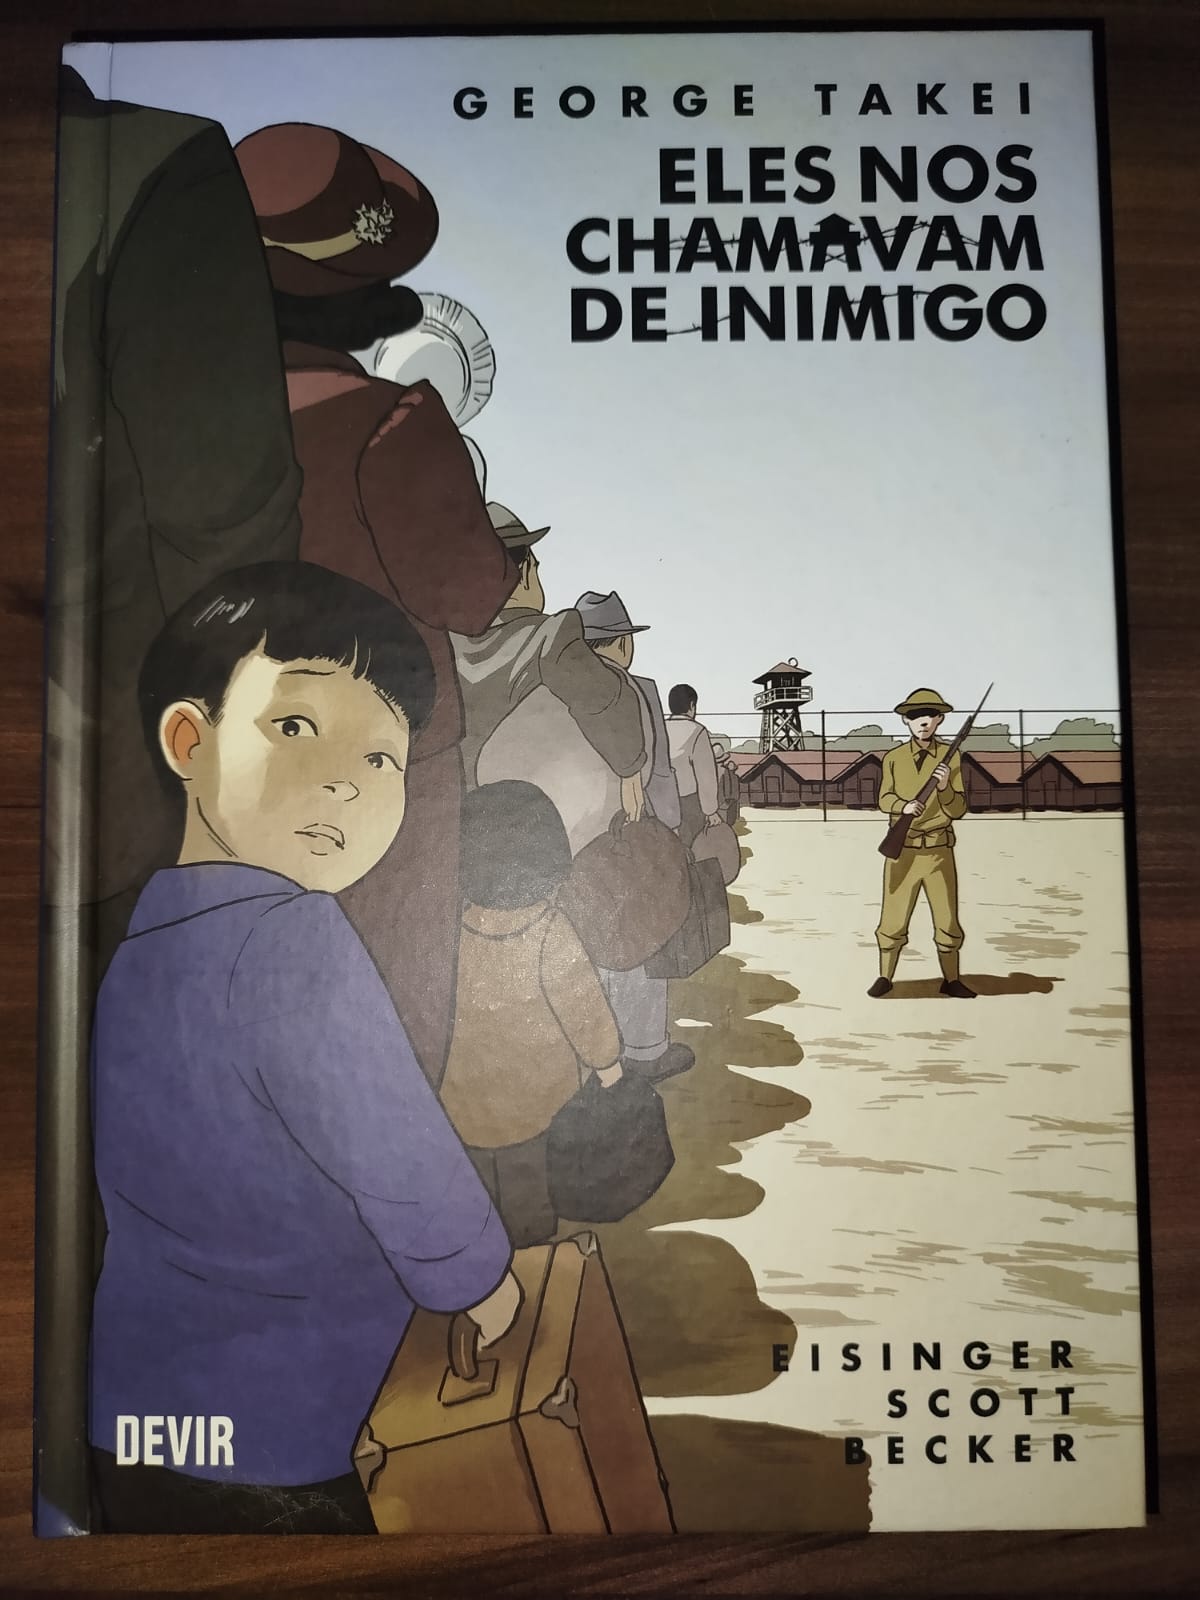 GEORGE TAKEI
ELES NOS
CHAMAVAM
DE INIMIGO
EISINGER
SCOTT
BECKER
DEVIR